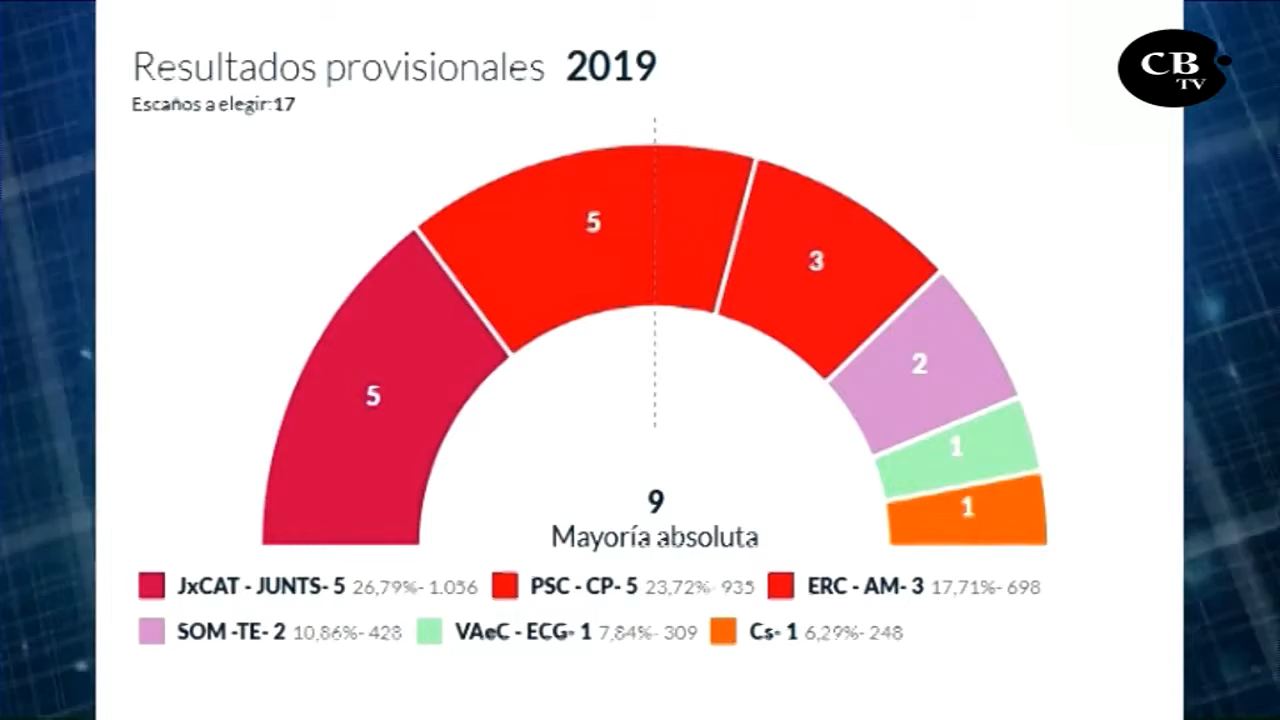 Resultados provisionales 2019
Escaños a elegir:17
CB
TV
5
5
3
2
1
1
9
Mayoría absoluta
JxCAT - JUNTS- 5 26,79%- 1.056 PSC - CP- 5 23,72%- 935 ERC - AM- 3 17,71%- 698
SOM -TE- 2 10,86%- 428 VAeC - ECG- 1 7,84%- 309 Cs- 1 6,29%- 248